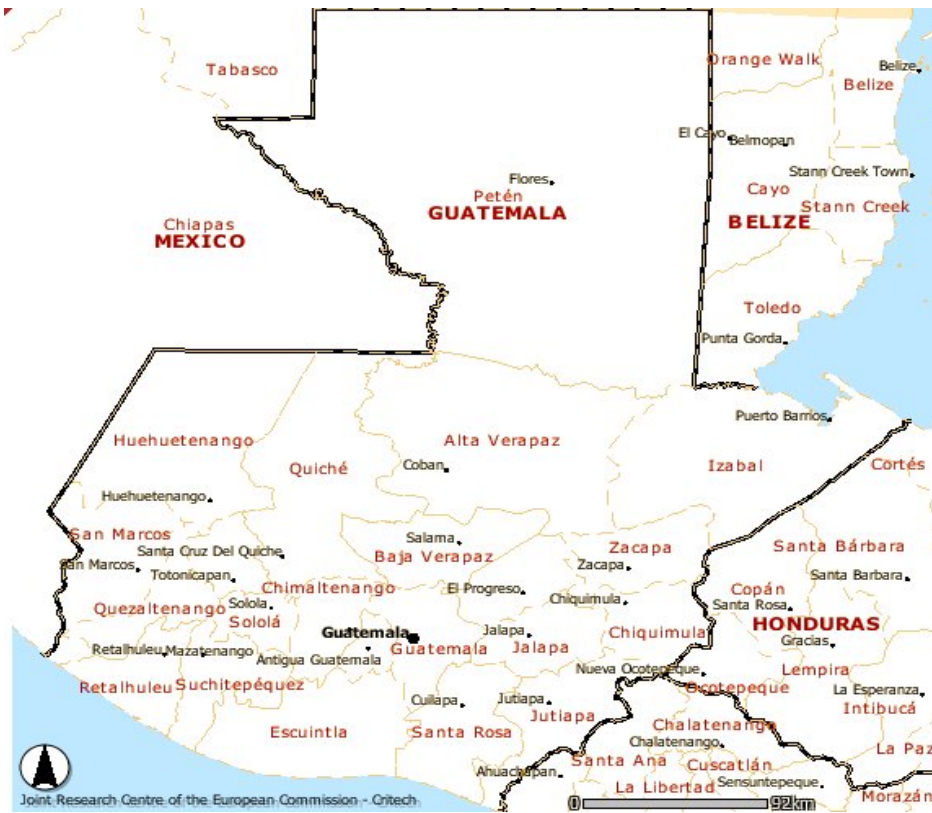 Orange Walk
Belize
Tabasco
Belize
El Cayo
Belmopan
Stann Creek Town
Flores
Petén
Cayo
GUATEMALA
Stann Creek
Chiapas
BELIZE
MEXICO
Toledo
Punta Gorda
Puerto Barrios
Huehuetenango
Alta Verapaz
Quiché
Coban
Izabal
Cortés
Huehuetenango
San Marcos
Salama
Santa Cruz Del Quiche
Baja Verapaz
Zacapa
Santa Bárbara
San Marcos
Totonicapan
Zacapa
Santa Barbara
Chimaltenango
El Progreso
Copán
Quezaltenango
Solola
Chiquimula
Santa Rosa
Sololá
HONDURAS
Guatemala
Jalapa
Chiquimula
Gracias
Retalhuleu
Mazatenango
Guatemala
Jalapa
Antigua Guatemala
Nueva Ocotepeque
Lempira
Retalhuleu
Suchitepéquez
Ocotepeque
La Esperanza
Cuilapa
Jutiapa
Intibucá
Jutiapa
Chalatenango
Escuintla
Santa Rosa
Chalatenango
La Paz
Santa Ana
Cuscatlán
Ahuachapan
Sensuntepeque
La Libertad
Morazán
Joint Research Centre of the European Commission - Critech
0
92km